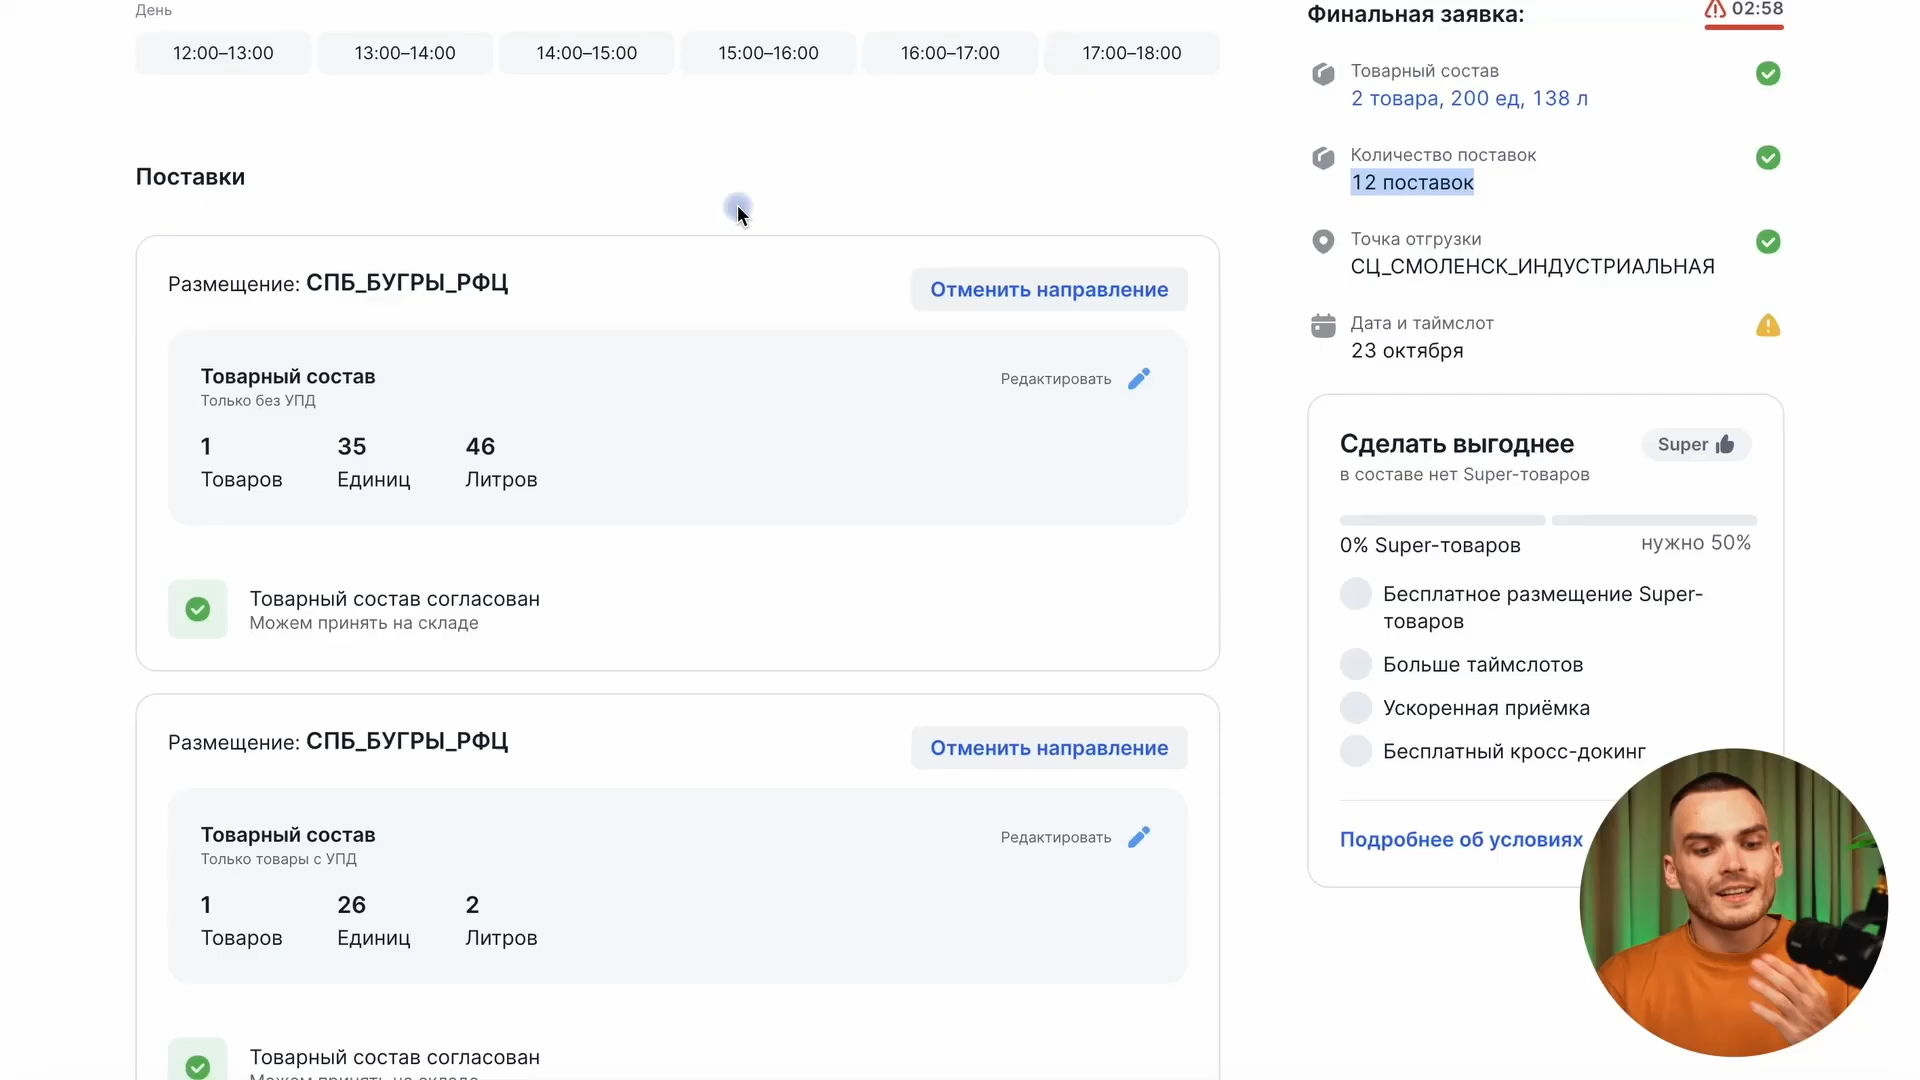 День
12:00–13:00
13:00–14:00
14:00–15:00
15:00–16:00
16:00–17:00
17:00–18:00
Поставки
Размещение: СПБ_БУГРЫ_РФЦ
Отменить направление
Товарный состав
Только без УПД
Редактировать
1
Товаров
35
Единиц
46
Литров
Товарный состав согласован
Можем принять на складе
Размещение: СПБ_БУГРЫ_РФЦ
Отменить направление
Товарный состав
Только товары с УПД
Редактировать
1
Товаров
26
Единиц
2
Литров
Товарный состав согласован
Можем принять на складе
Финальная заявка:
02:58
Товарный состав
2 товара, 200 ед, 138 л
Количество поставок
12 поставок
Точка отгрузки
СЦ_СМОЛЕНСК_ИНДУСТРИАЛЬНАЯ
Дата и таймслот
23 октября
Сделать выгоднее
Super
в составе нет Super-товаров
0% Super-товаров
нужно 50%
Бесплатное размещение Super-
товаров
Больше таймслотов
Ускоренная приёмка
Бесплатный кросс-докинг
Подробнее об условиях